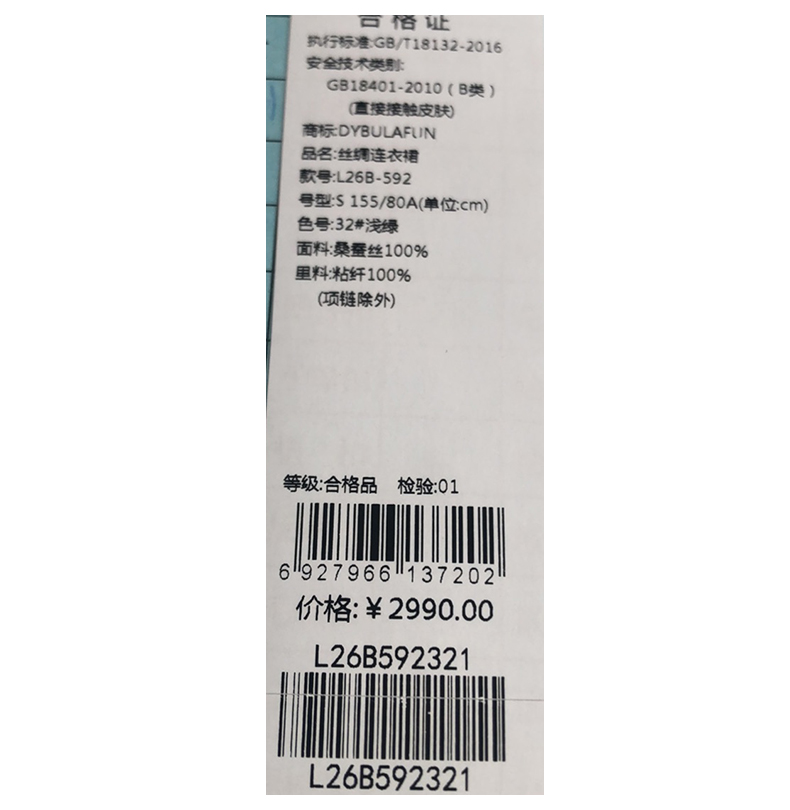 合格证
执行标准:GB/T18132-2016
安全技术类别:
GB18401-2010（B类）
(直接接触皮肤)
商标:DYBULAFUN
品名:丝绸连衣裙
款号:L26B-592
号型:S 155/80A(单位:cm)
色号:32#浅绿
面料:桑蚕丝100%
里料:粘纤100%
(项链除外)
等级:合格品 检验:01
6 927966 137202
价格:￥2990.00
L26B592321
L26B592321